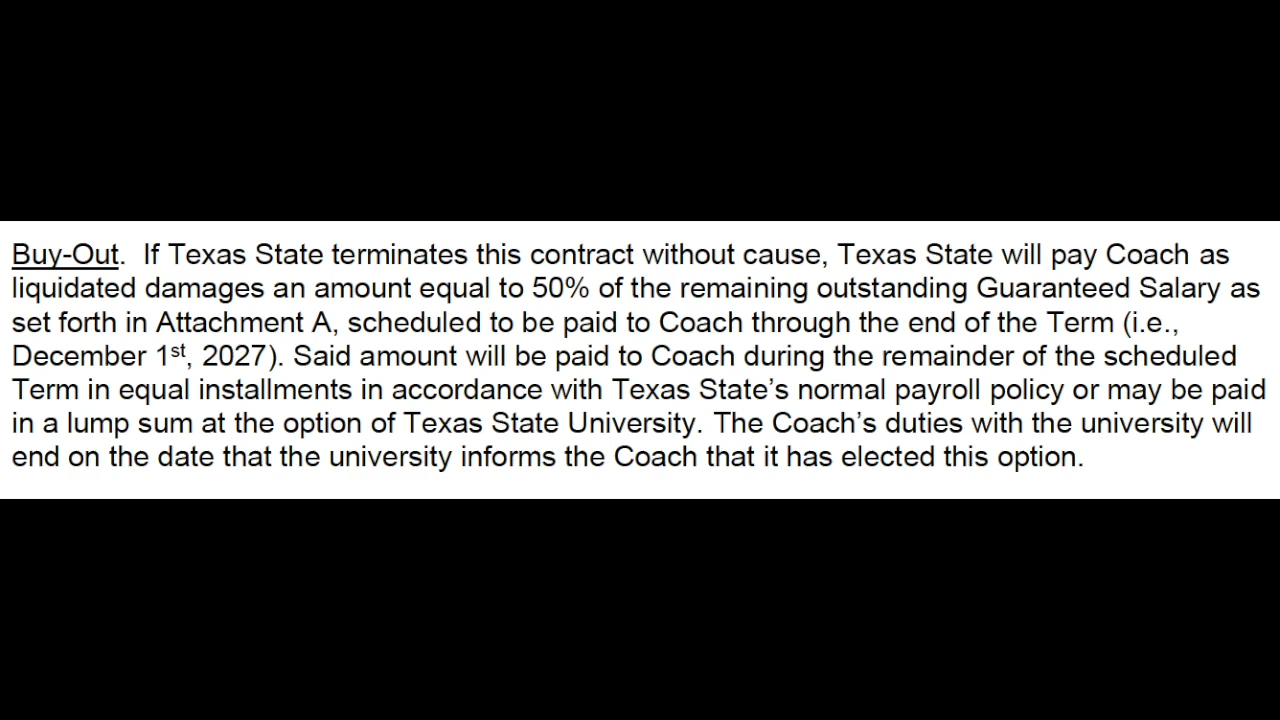 Buy-Out.  If Texas State terminates this contract without cause, Texas State will pay Coach as
liquidated damages an amount equal to 50% of the remaining outstanding Guaranteed Salary as
set forth in Attachment A, scheduled to be paid to Coach through the end of the Term (i.e.,
December 1st, 2027). Said amount will be paid to Coach during the remainder of the scheduled
Term in equal installments in accordance with Texas State’s normal payroll policy or may be paid
in a lump sum at the option of Texas State University. The Coach’s duties with the university will
end on the date that the university informs the Coach that it has elected this option.